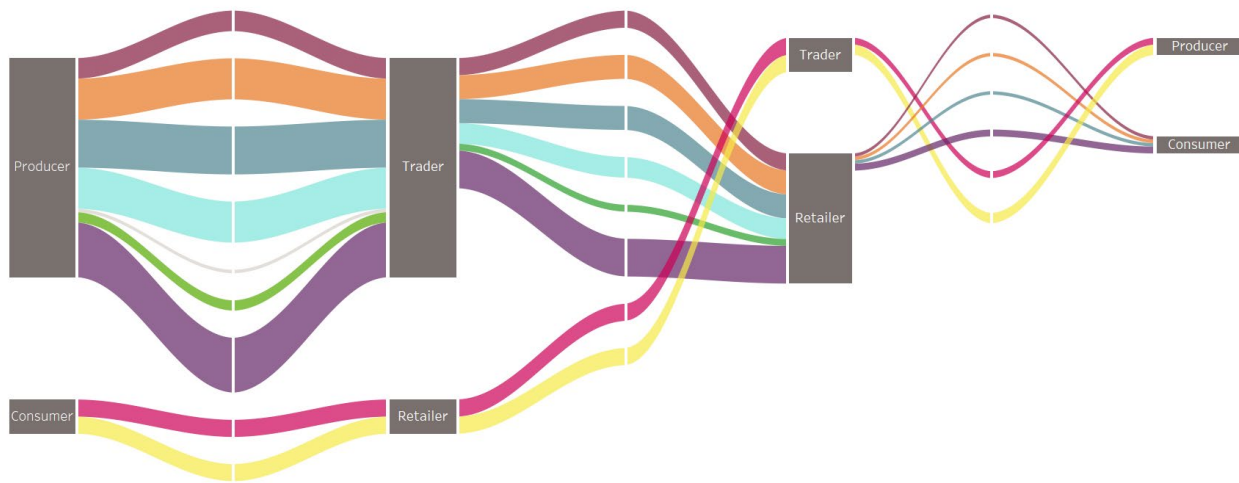 Producer
Trader
Retailer
Trader
Producer
Consumer
Consumer
Retailer